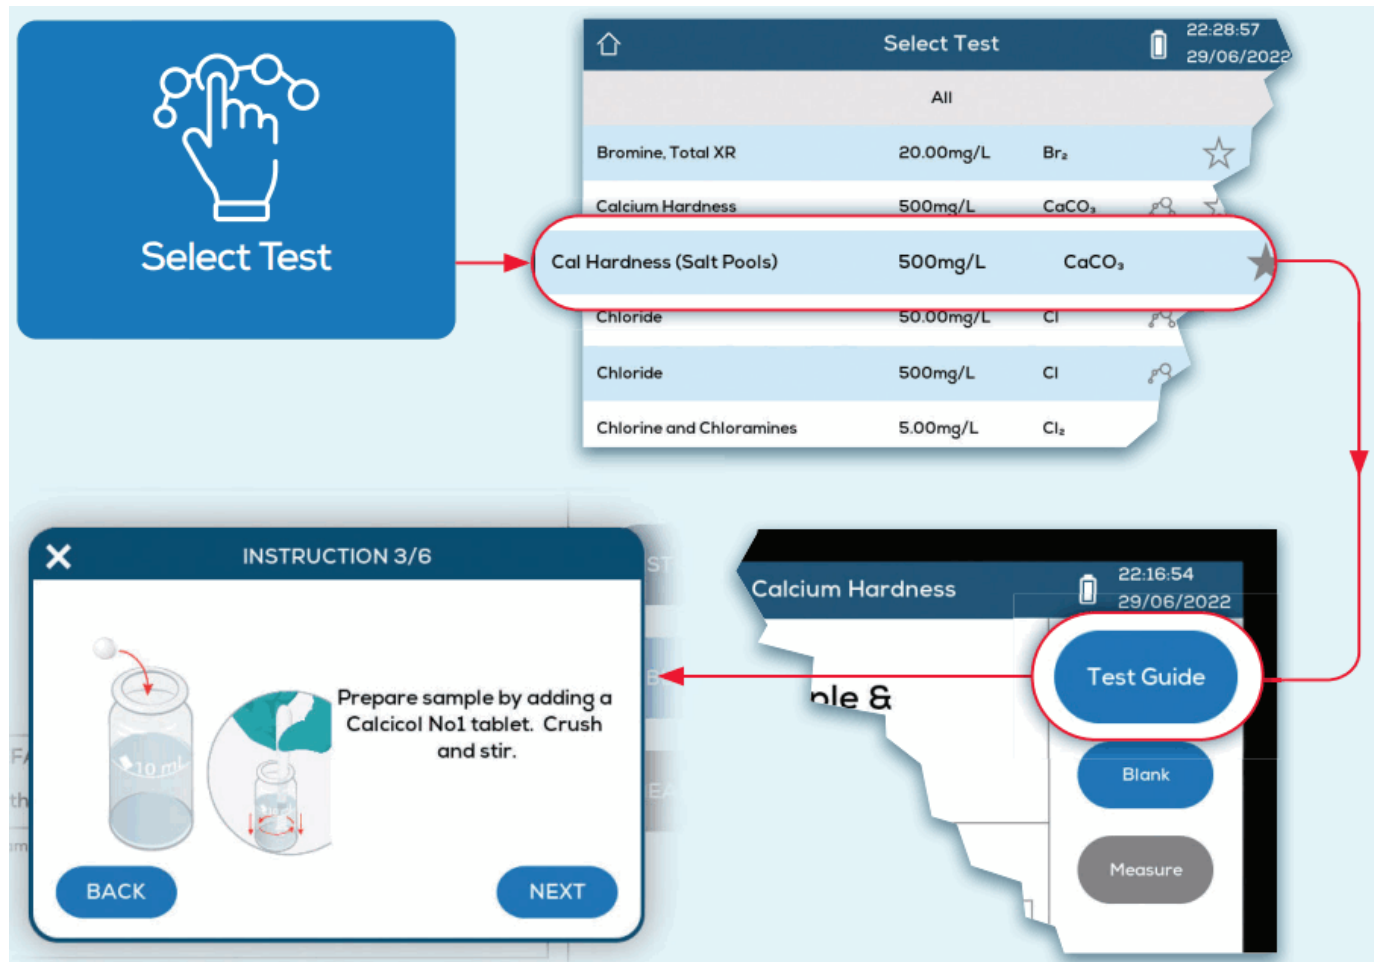 Select Test
Select Test
22:28:57
29/06/2022
All
Bromine, Total XR 20.00mg/L Br₂
Calcium Hardness 500mg/L CaCO₃
Cal Hardness (Salt Pools) 500mg/L CaCO₃
Chloride 50.00mg/L Cl
Chloride 500mg/L Cl
Chlorine and Chloramines 5.00mg/L Cl₂
INSTRUCTION 3/6
Prepare sample by adding a
Calcicol No1 tablet. Crush
and stir.
10 mL
BACK
NEXT
Calcium Hardness
22:16:54
29/06/2022
Test Guide
ple &
Blank
Measure